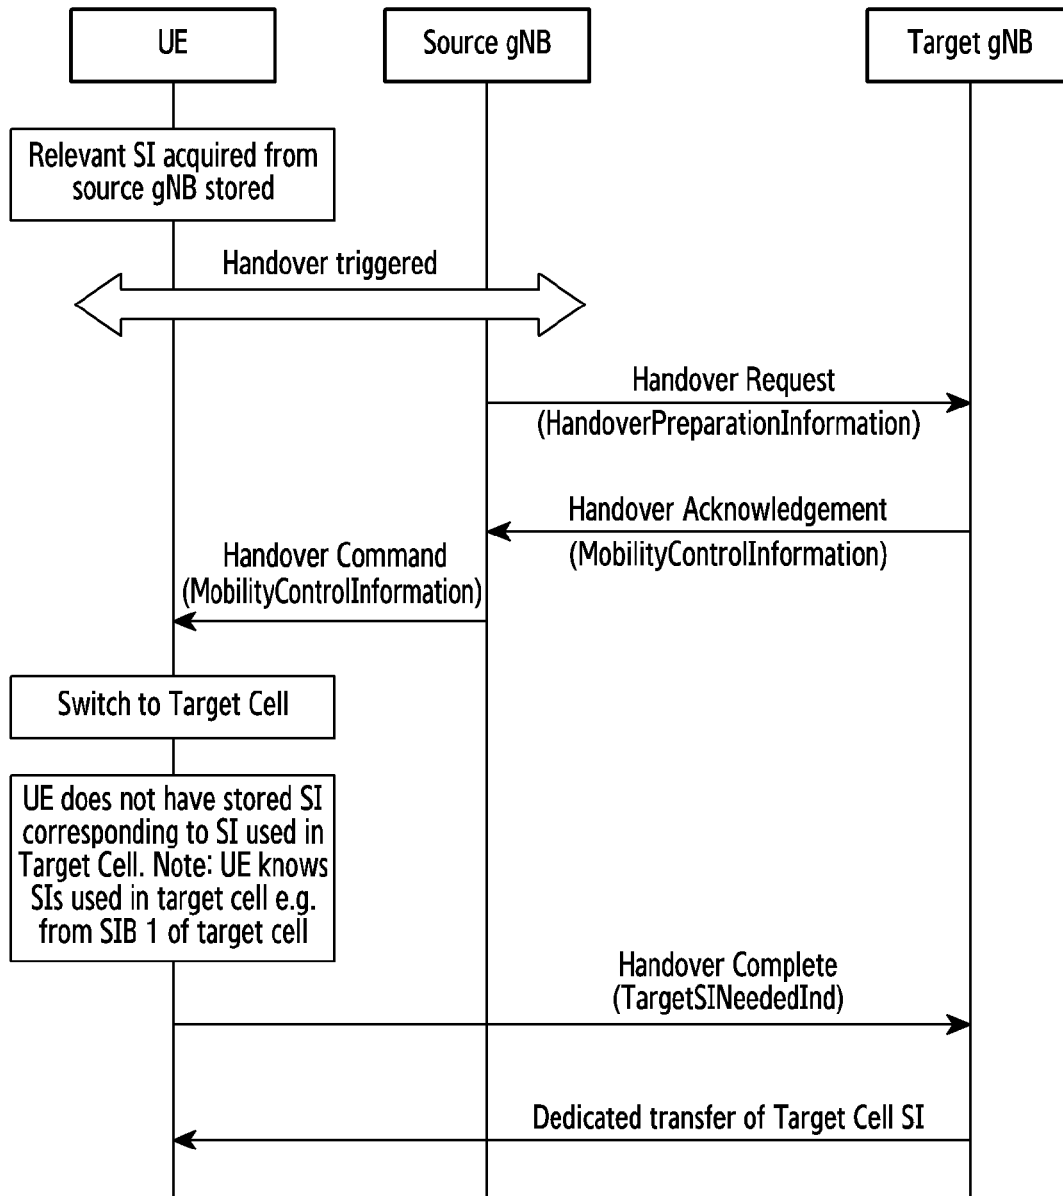 UE
Source gNB
Target gNB
Relevant SI acquired from
source gNB stored
Handover triggered
Handover Request
(HandoverPreparationInformation)
Handover Acknowledgement
(MobilityControlInformation)
Handover Command
(MobilityControlInformation)
Switch to Target Cell
UE does not have stored SI
corresponding to SI used in
Target Cell. Note: UE knows
SIs used in target cell e.g.
from SIB 1 of target cell
Handover Complete
(TargetSINeededInd)
Dedicated transfer of Target Cell SI